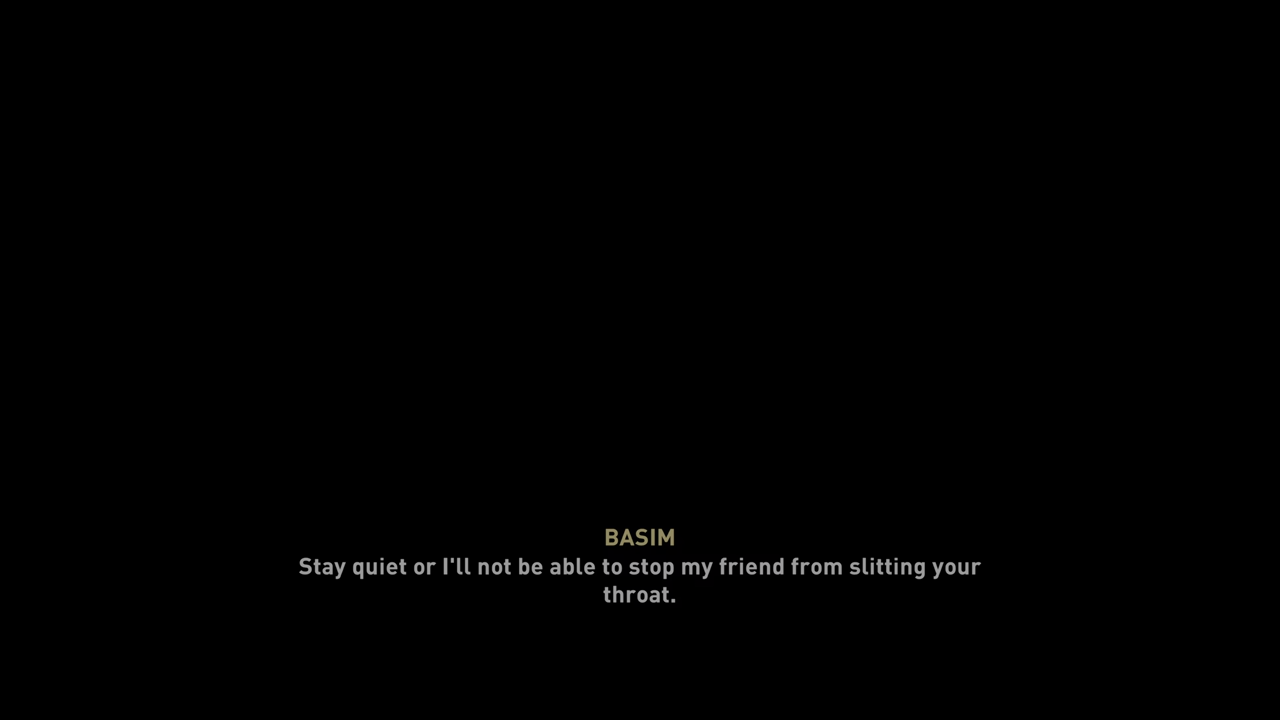 BASIM
Stay quiet or I'll not be able to stop my friend from slitting your
throat.